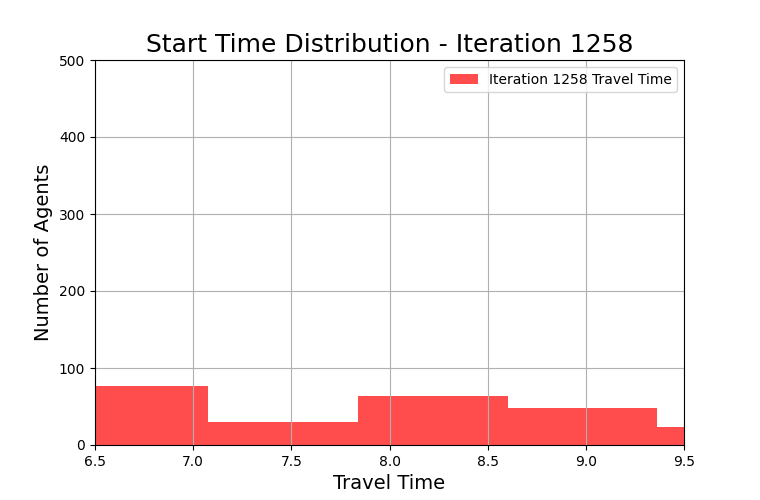 Start Time Distribution - Iteration 1258
500
400
300
200
100
0
Number of Agents
Iteration 1258 Travel Time
6.5 7.0 7.5 8.0 8.5 9.0 9.5
Travel Time